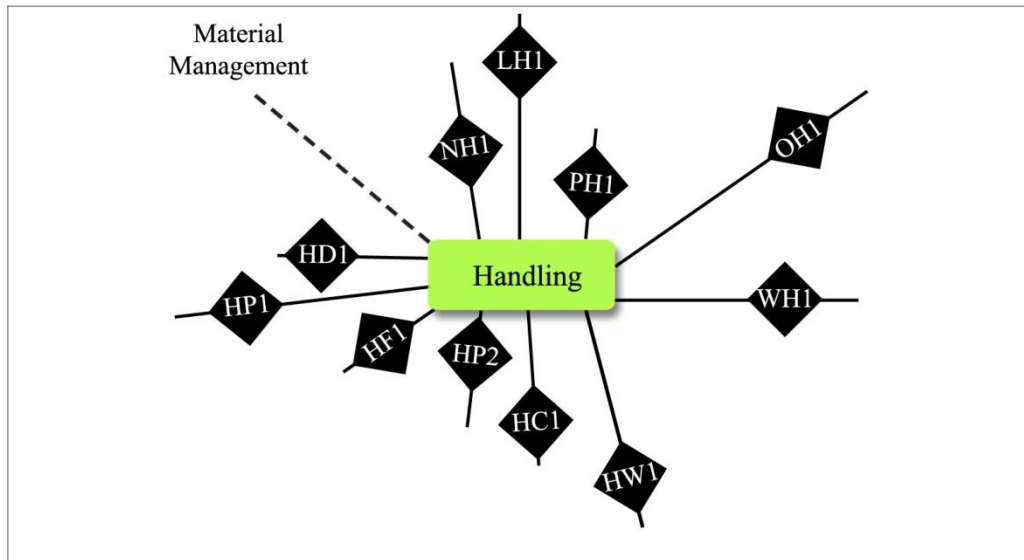 Material
Management
LH1
NH1
OH1
PH1
HD1
Handling
HP1
WH1
HF1
HP2
HC1
HW1